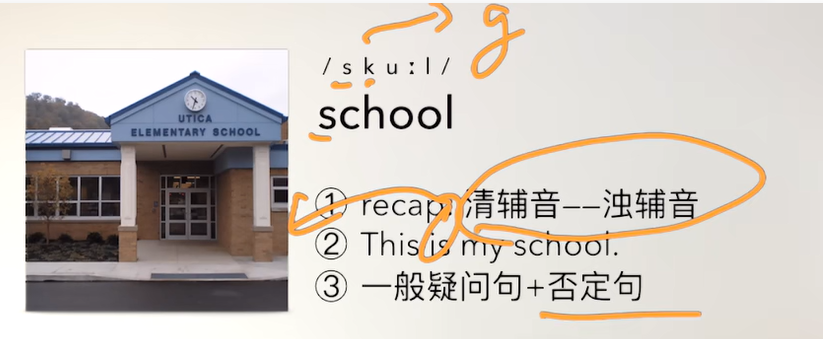 g
/sku:l/
school
UTICA
ELEMENTARY SCHOOL
① recap: 清辅音——浊辅音
② This is my school.
③ 一般疑问句+否定句